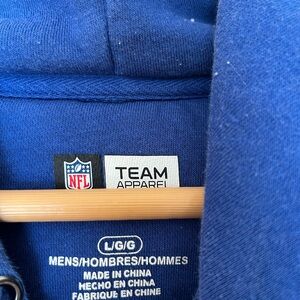 NFL
TEAM
APPAREL
L/G/G
MENS/HOMBRES/HOMMES
MADE IN CHINA
HECHO EN CHINA
FABRIQUÉ EN CHINE